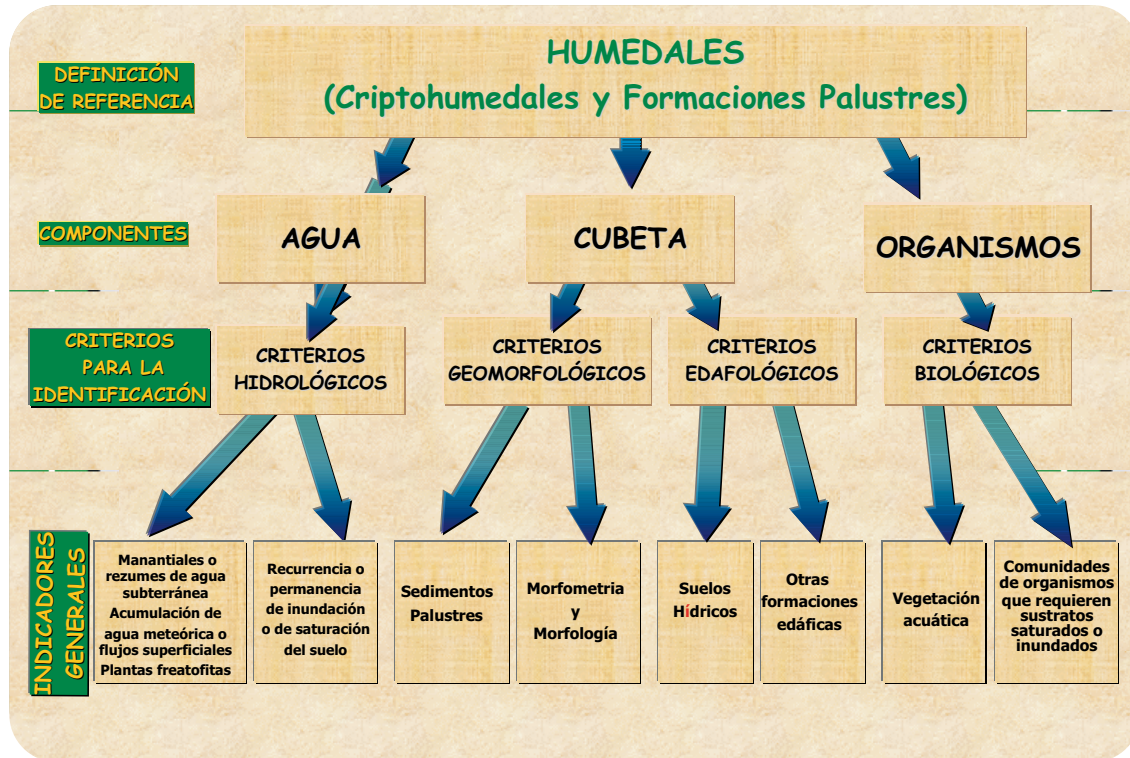 DEFINICIÓN
DE REFERENCIA
HUMEDALES
(Criptohumedales y Formaciones Palustres)
COMPONENTES
AGUA
CUBETA
ORGANISMOS
CRITERIOS
PARA LA
IDENTIFICACIÓN
CRITERIOS
HIDROLÓGICOS
CRITERIOS
GEOMORFOLÓGICOS
CRITERIOS
EDAFOLÓGICOS
CRITERIOS
BIOLÓGICOS
INDICADORES
GENERALES
Manantiales o
rezumes de agua
subterránea
Acumulación de
agua meteórica o
flujos superficiales
Plantas freatofitas
Recurrencia o
permanencia
de inundación
o de saturación
del suelo
Sedimentos
Palustres
Morfometria
y
Morfología
Suelos
Hídricos
Otras
formaciones
edáficas
Vegetación
acuática
Comunidades
de organismos
que requieren
sustratos
saturados o
inundados